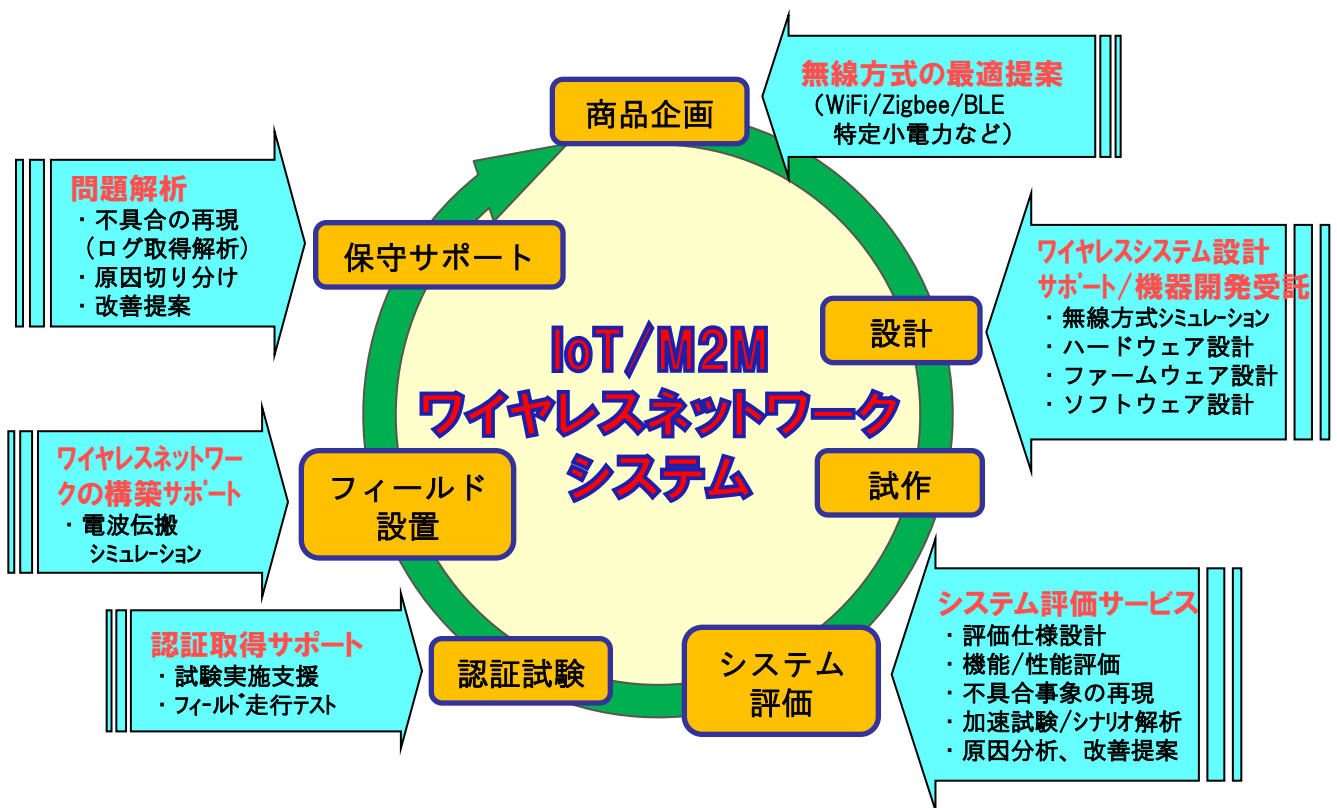 商品企画
無線方式の最適提案
（WiFi/Zigbee/BLE
特定小電力など）
設計
ワイヤレスシステム設計
サポート/機器開発受託
・無線方式シミュレーション
・ハードウェア設計
・ファームウェア設計
・ソフトウェア設計
試作
システム
評価
システム評価サービス
・評価仕様設計
・機能/性能評価
・不具合事象の再現
・加速試験/シナリオ解析
・原因分析、改善提案
認証試験
認証取得サポート
・試験実施支援
・フィールド走行テスト
フィールド
設置
ワイヤレスネットワー
クの構築サポート
・電波伝搬
シミュレーション
保守サポート
問題解析
・不具合の再現
（ログ取得解析）
・原因切り分け
・改善提案
IoT/M2M
ワイヤレスネットワーク
システム